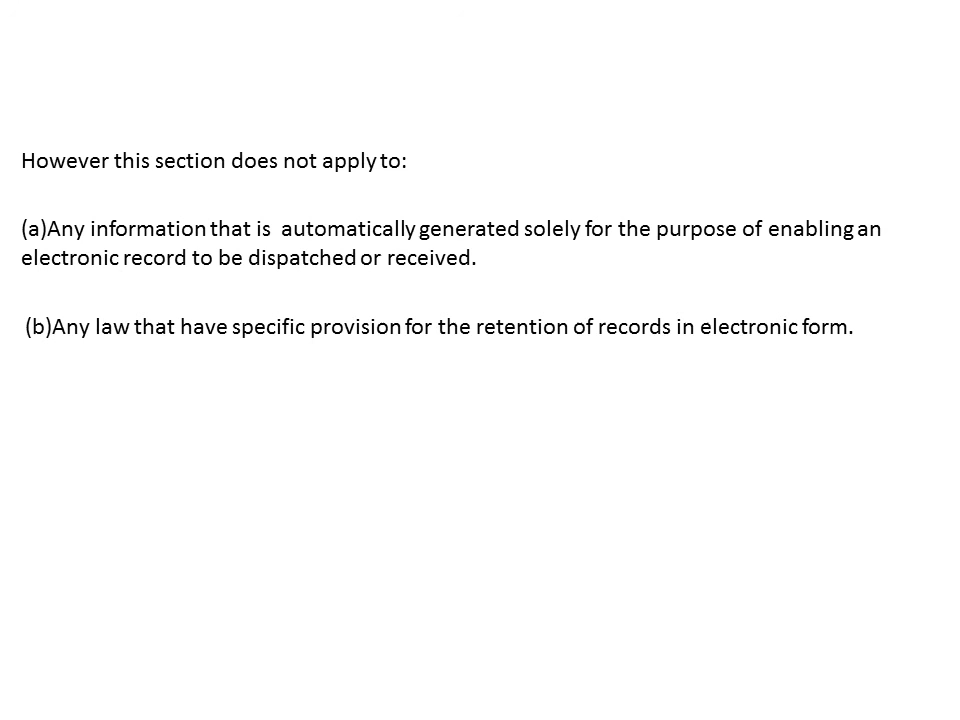 However this section does not apply to:
(a)Any information that is  automatically generated solely for the purpose of enabling an
electronic record to be dispatched or received.
(b)Any law that have specific provision for the retention of records in electronic form.